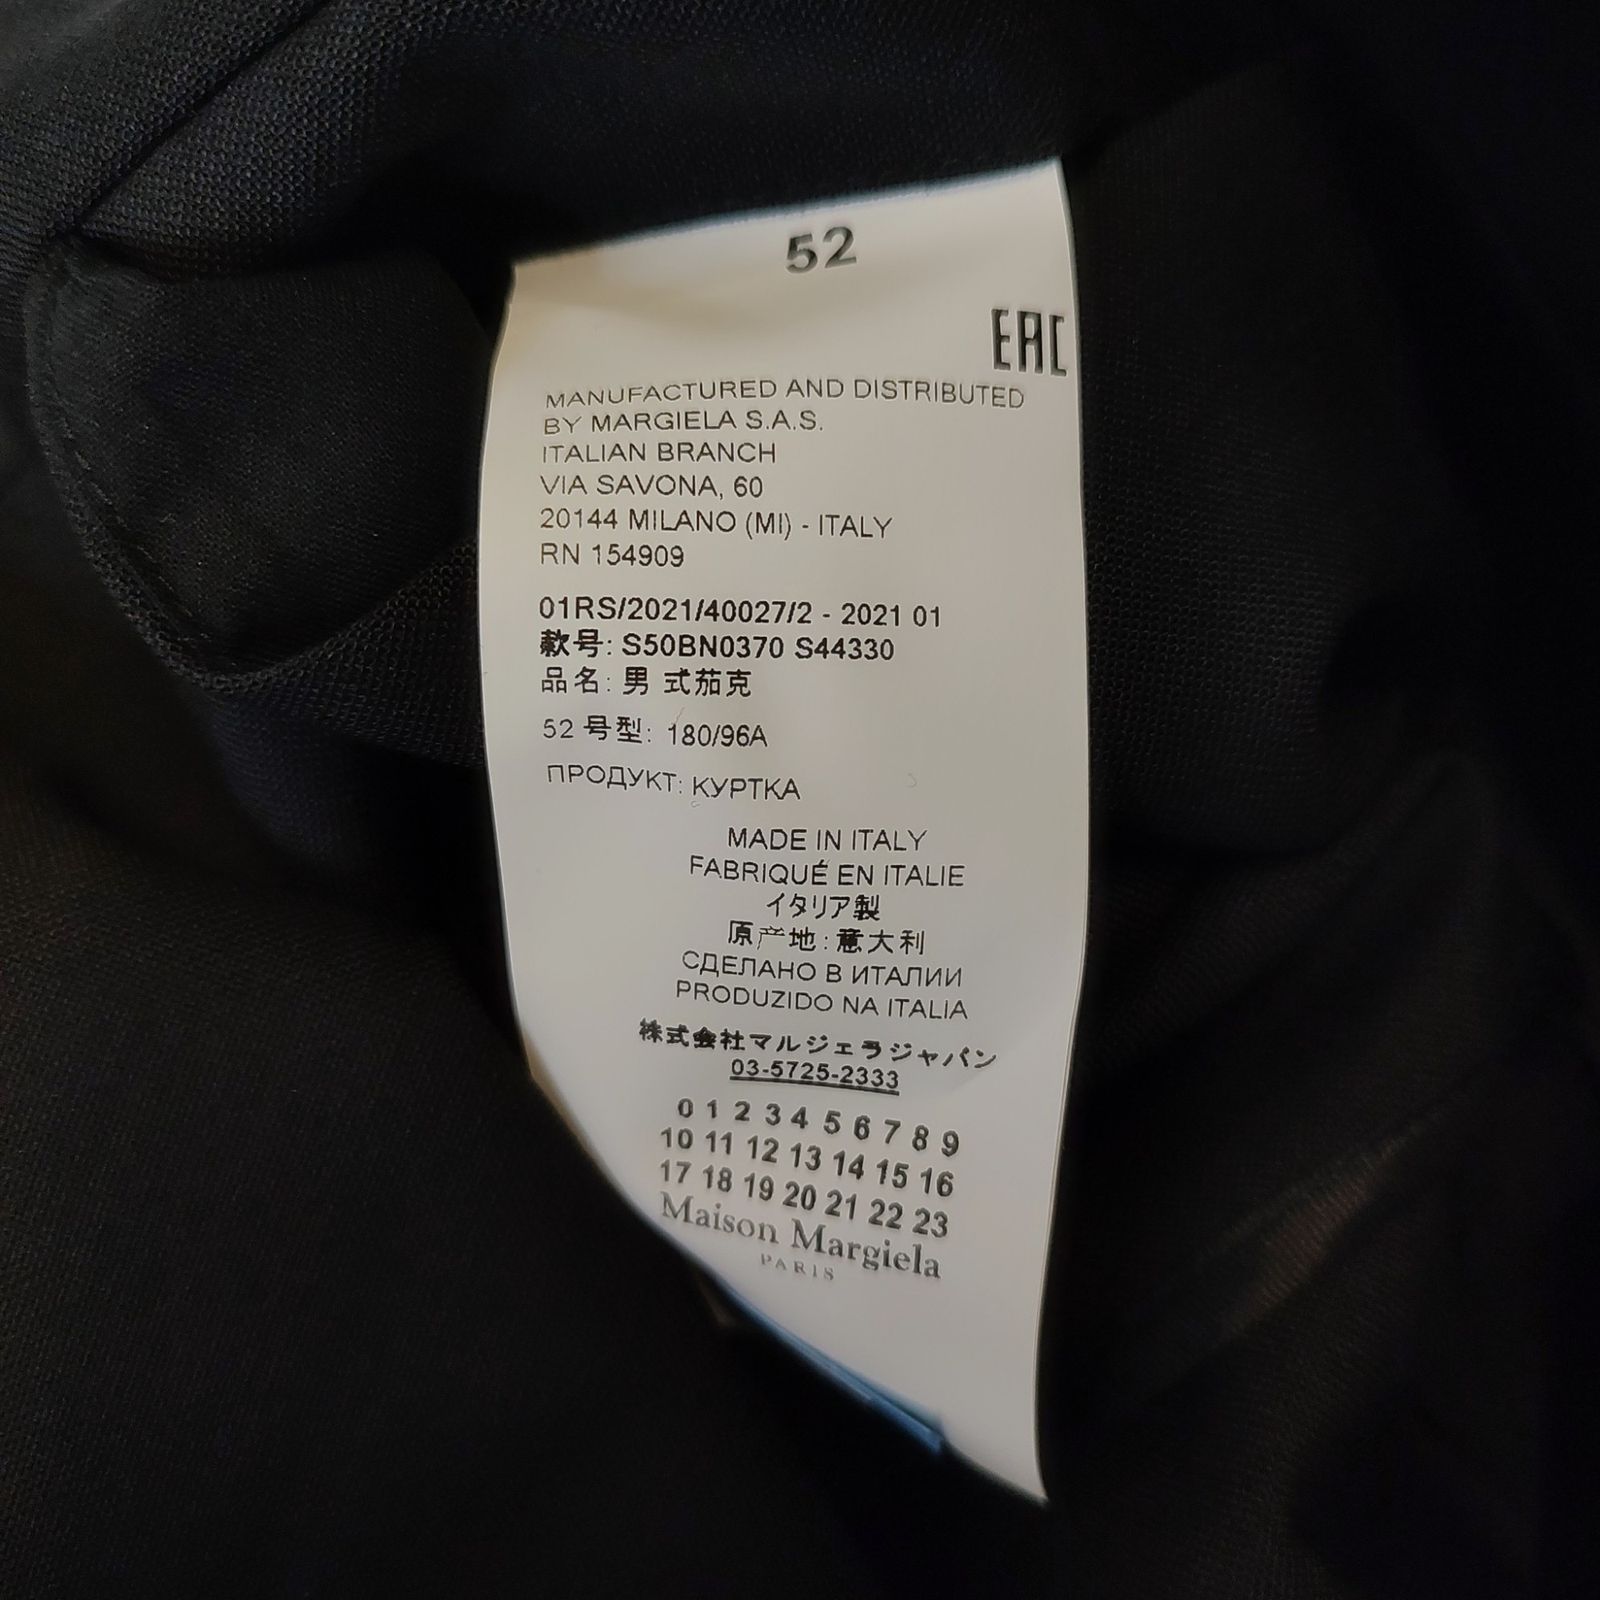 52
EAC
MANUFACTURED AND DISTRIBUTED
BY MARGIELA S.A.S.
ITALIAN BRANCH
VIA SAVONA, 60
20144 MILANO (MI) - ITALY
RN 154909
01RS/2021/40027/2 - 2021 01
款号: S50BN0370 S44330
品名: 男 式茄克
52 号型: 180/96A
ПРОДУКТ: КУРТКА
MADE IN ITALY
FABRIQUÉ EN ITALIE
イタリア製
原产地: 意大利
СДЕЛАНО В ИТАЛИИ
PRODUZIDO NA ITALIA
株式会社マルジェラジャパン
03-5725-2333
0 1 2 3 4 5 6 7 8 9
10 11 12 13 14 15 16
17 18 19 20 21 22 23
Maison Margiela
PARIS